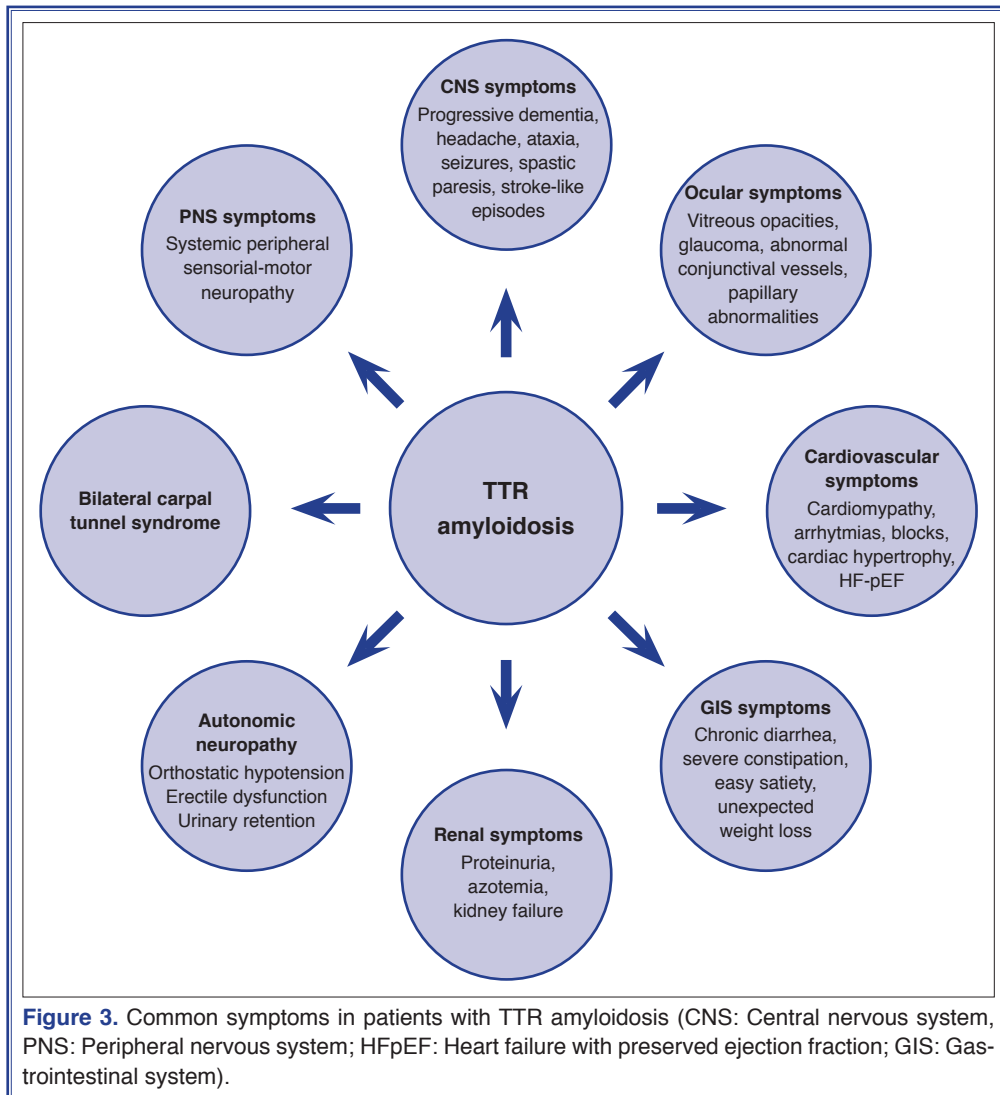 CNS symptoms
Progressive dementia,
headache, ataxia,
seizures, spastic
paresis, stroke-like
episodes
Ocular symptoms
Vitreous opacities,
glaucoma, abnormal
conjunctival vessels,
papillary
abnormalities
PNS symptoms
Systemic peripheral
sensorial-motor
neuropathy
Cardiovascular
symptoms
Cardiomypathy,
arrhytmias, blocks,
cardiac hypertrophy,
HF-pEF
TTR
amyloidosis
Bilateral carpal
tunnel syndrome
GIS symptoms
Chronic diarrhea,
severe constipation,
easy satiety,
unexpected
weight loss
Autonomic
neuropathy
Orthostatic hypotension
Erectile dysfunction
Urinary retention
Renal symptoms
Proteinuria,
azotemia,
kidney failure
Figure 3. Common symptoms in patients with TTR amyloidosis (CNS: Central nervous system,
PNS: Peripheral nervous system; HFpEF: Heart failure with preserved ejection fraction; GIS: Gas-
trointestinal system).